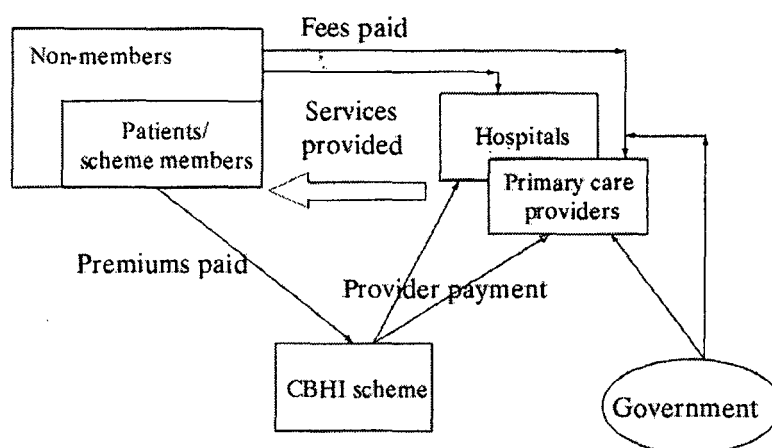 Fees paid
Non-members
Patients/
scheme members
Services
provided
Hospitals
Primary care
providers
Premiums paid
Provider payment
CBHI scheme
Government